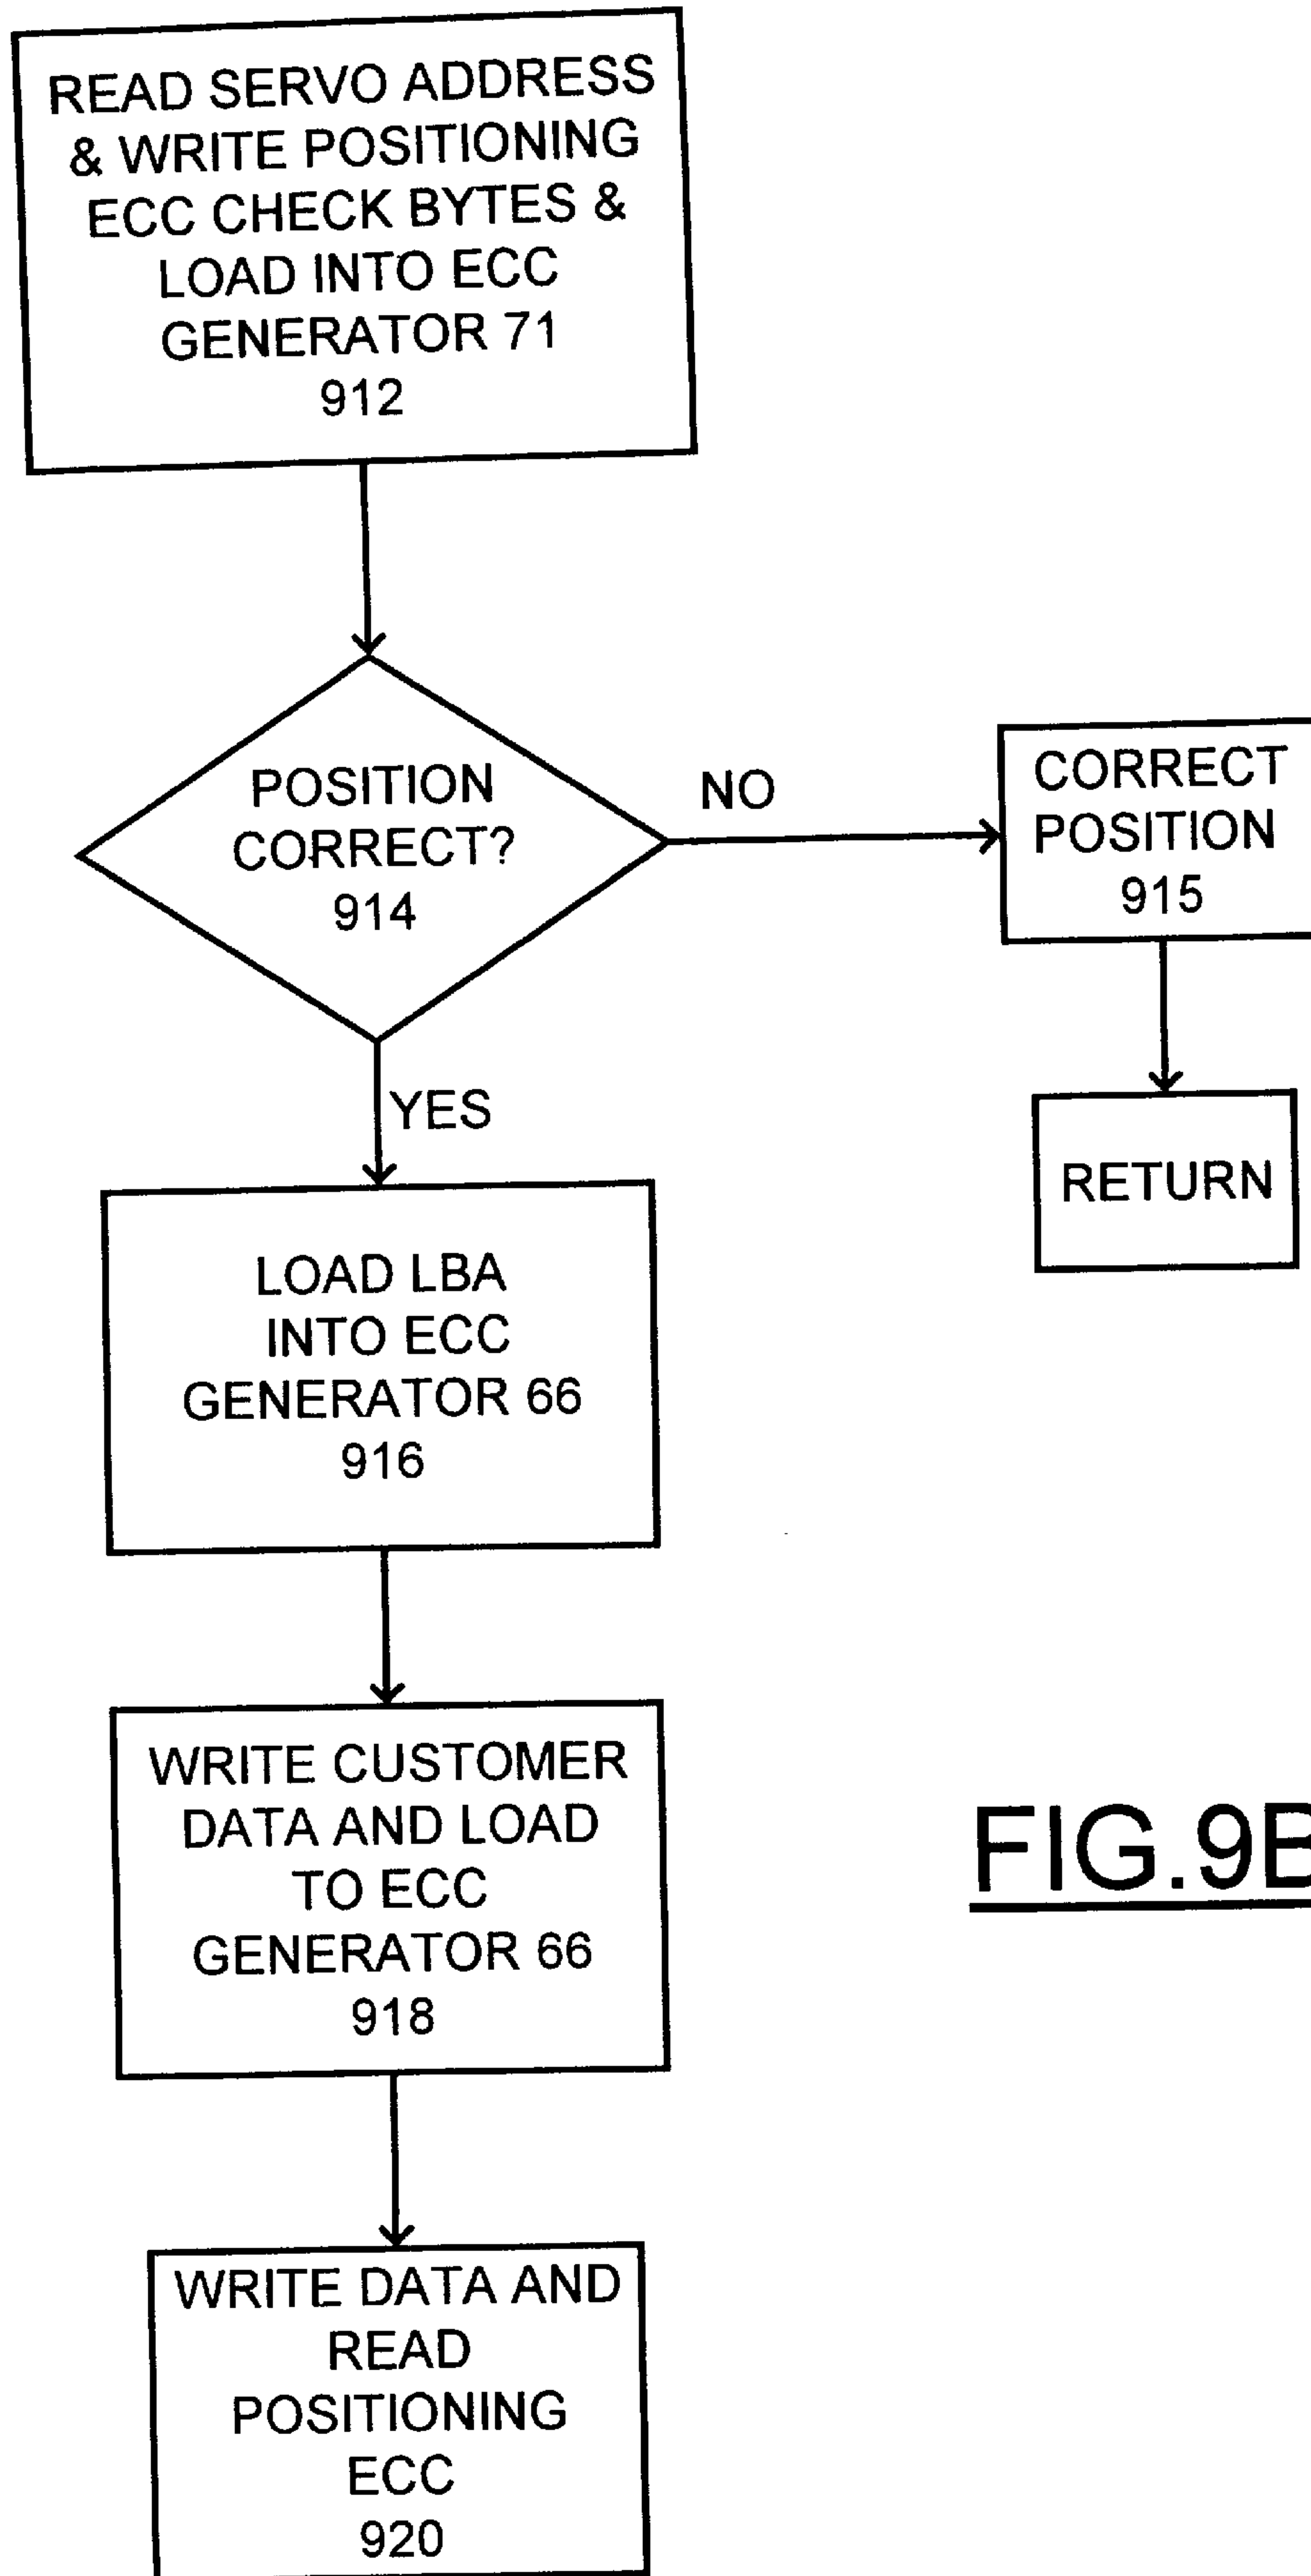 READ SERVO ADDRESS
& WRITE POSITIONING
ECC CHECK BYTES &
LOAD INTO ECC
GENERATOR 71
912
POSITION
CORRECT?
914
NO
CORRECT
POSITION
915
RETURN
YES
LOAD LBA
INTO ECC
GENERATOR 66
916
WRITE CUSTOMER
DATA AND LOAD
TO ECC
GENERATOR 66
918
FIG.9B
WRITE DATA AND
READ
POSITIONING
ECC
920